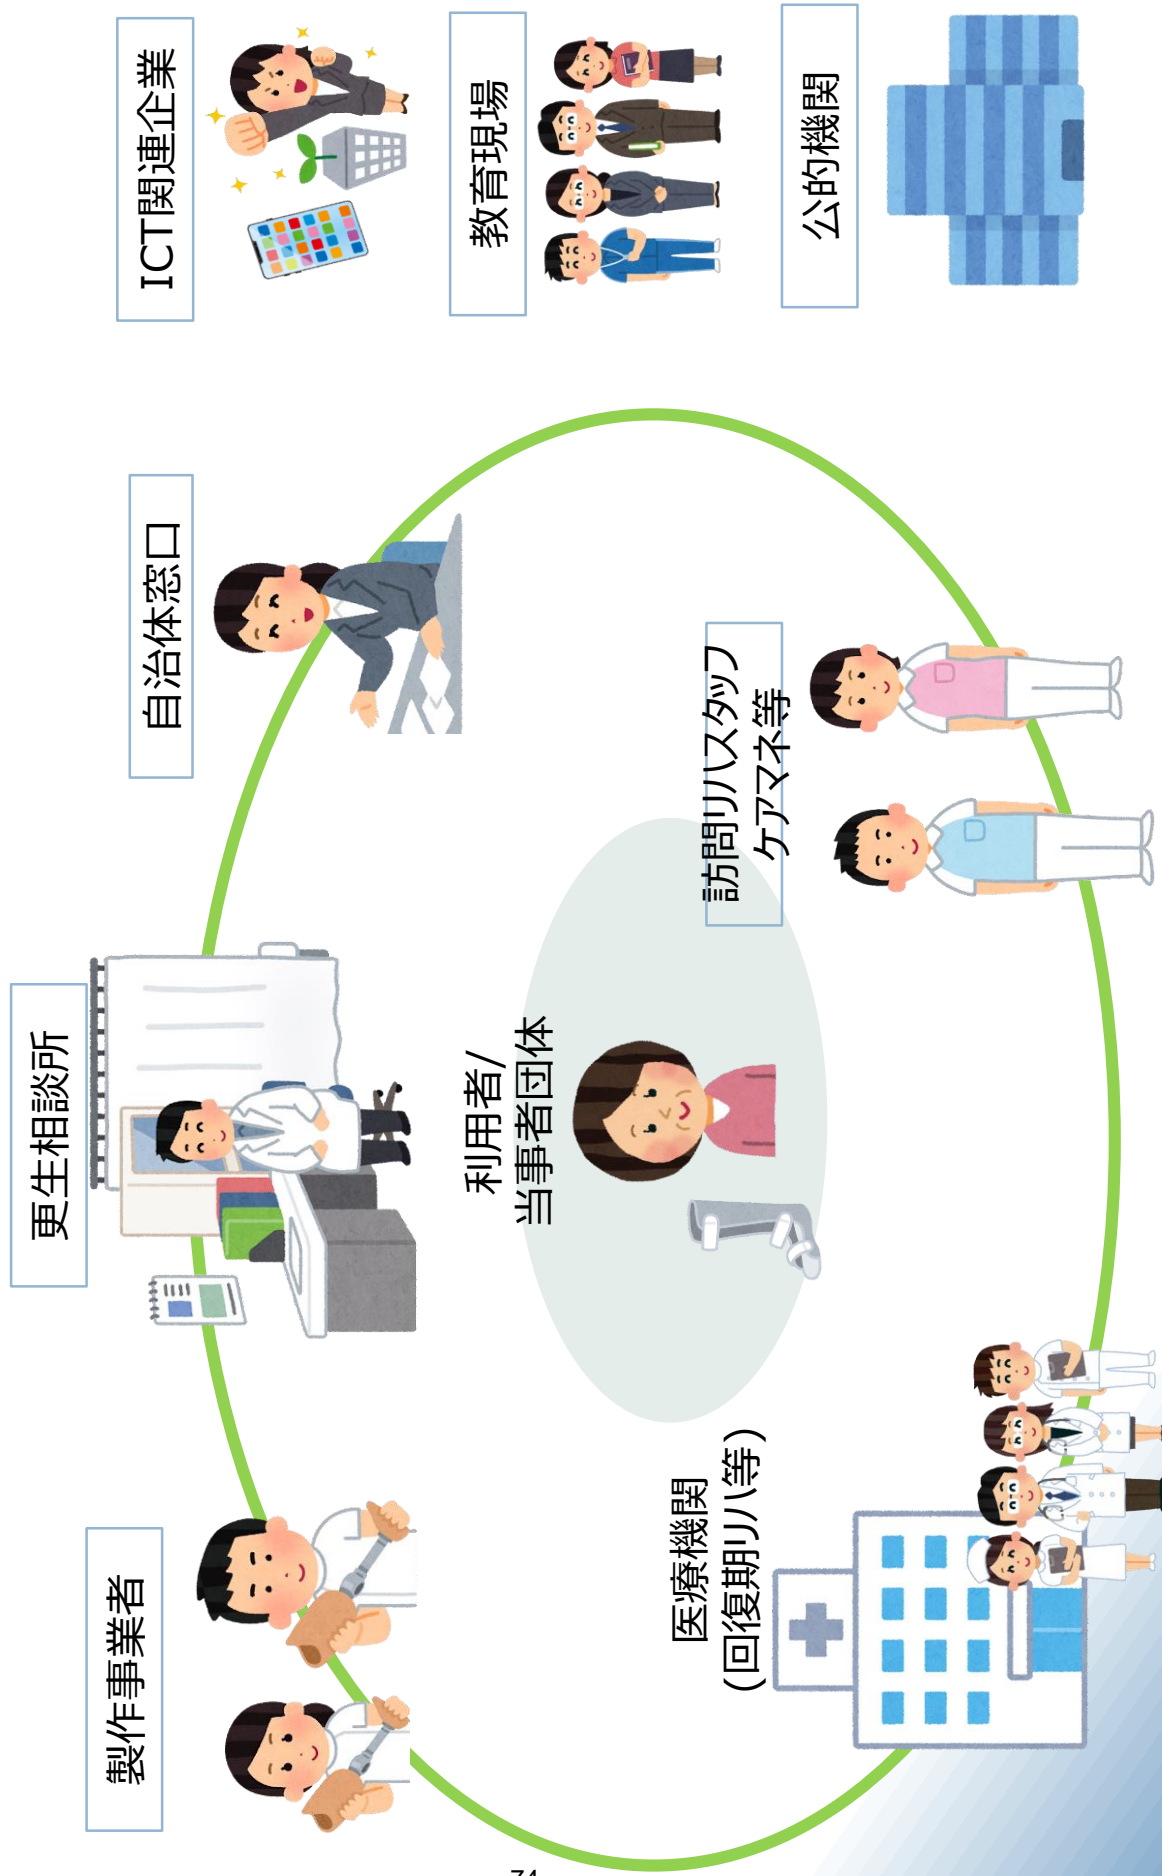 更生相談所
製作事業者
自治体窓口
ICT関連企業
利用者/
当事者団体
教育現場
医療機関
(回復期リハ等)
訪問リハスタッフ
ケアマネ等
公的機関